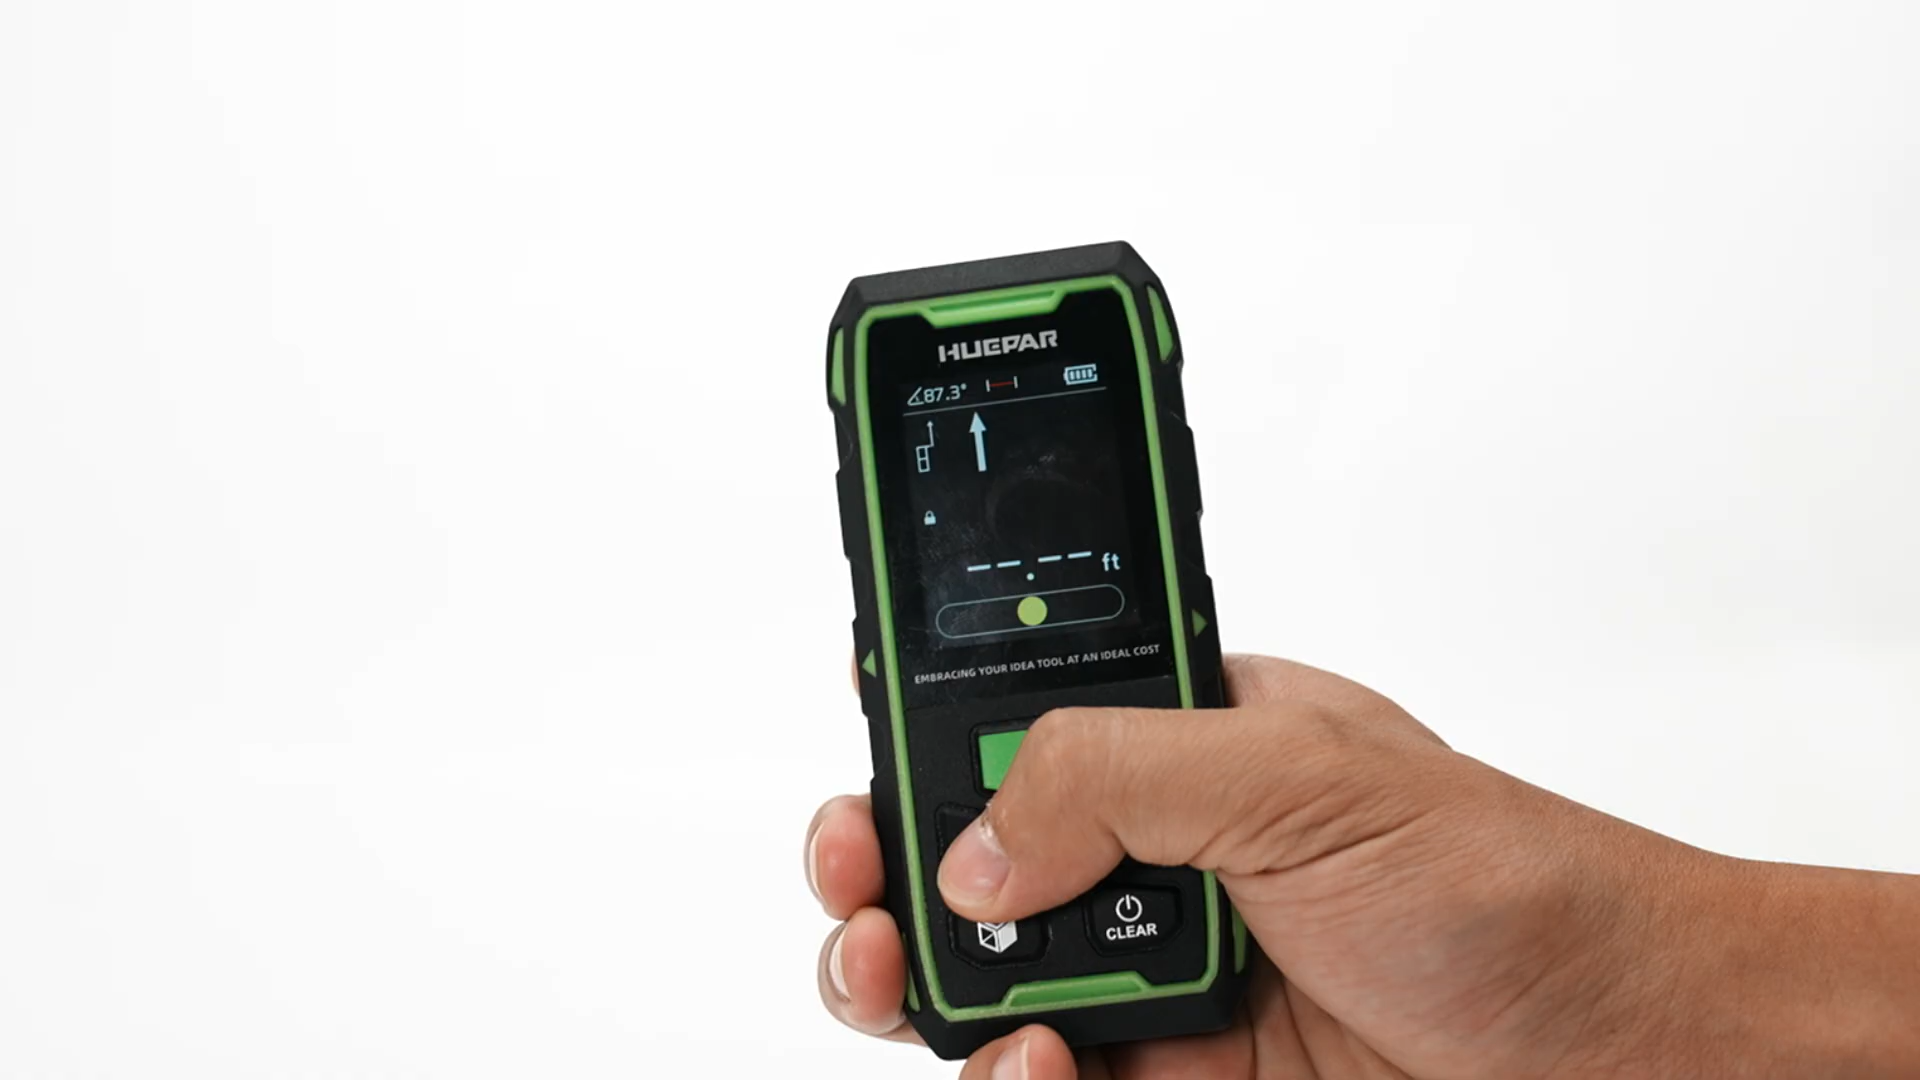 HUEPAR
87.3°
ft
EMBRACING YOUR IDEA TOOL AT AN IDEAL COST
CLEAR